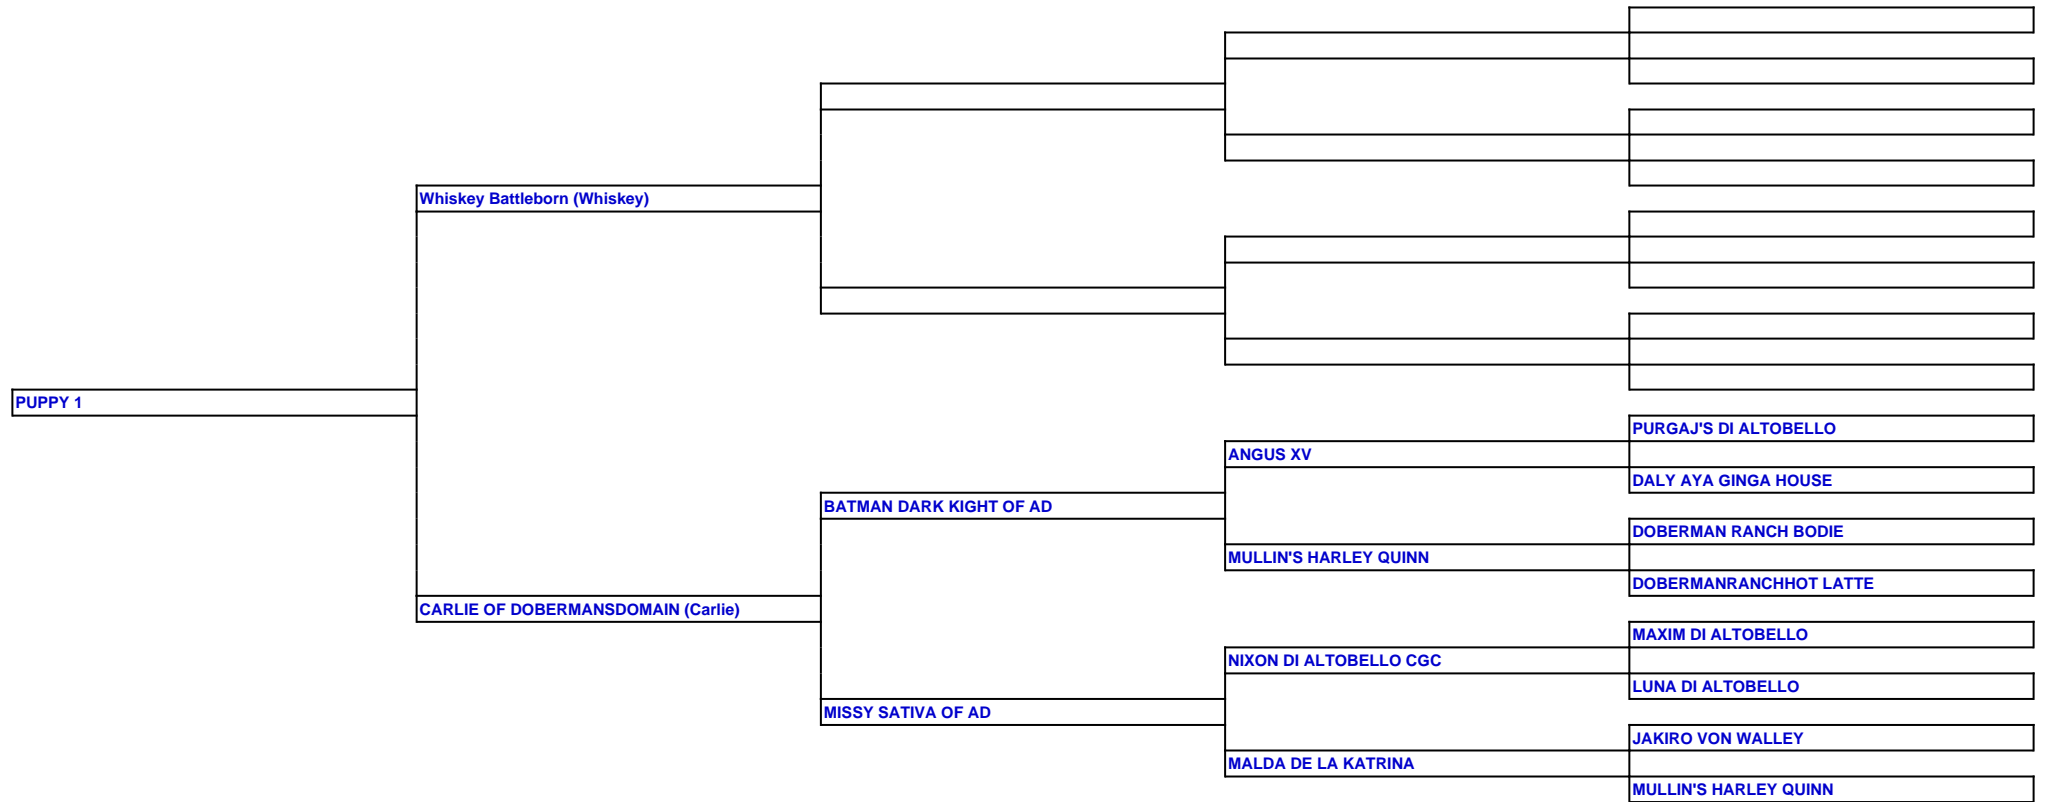 Whiskey Battleborn (Whiskey)
PUPPY 1
PURGAJ'S DI ALTOBELLO
ANGUS XV
DALY AYA GINGA HOUSE
BATMAN DARK KIGHT OF AD
DOBERMAN RANCH BODIE
MULLIN'S HARLEY QUINN
DOBERMANRANCHHOT LATTE
CARLIE OF DOBERMANSDOMAIN (Carlie)
MAXIM DI ALTOBELLO
NIXON DI ALTOBELLO CGC
LUNA DI ALTOBELLO
MISSY SATIVA OF AD
JAKIRO VON WALLEY
MALDA DE LA KATRINA
MULLIN'S HARLEY QUINN